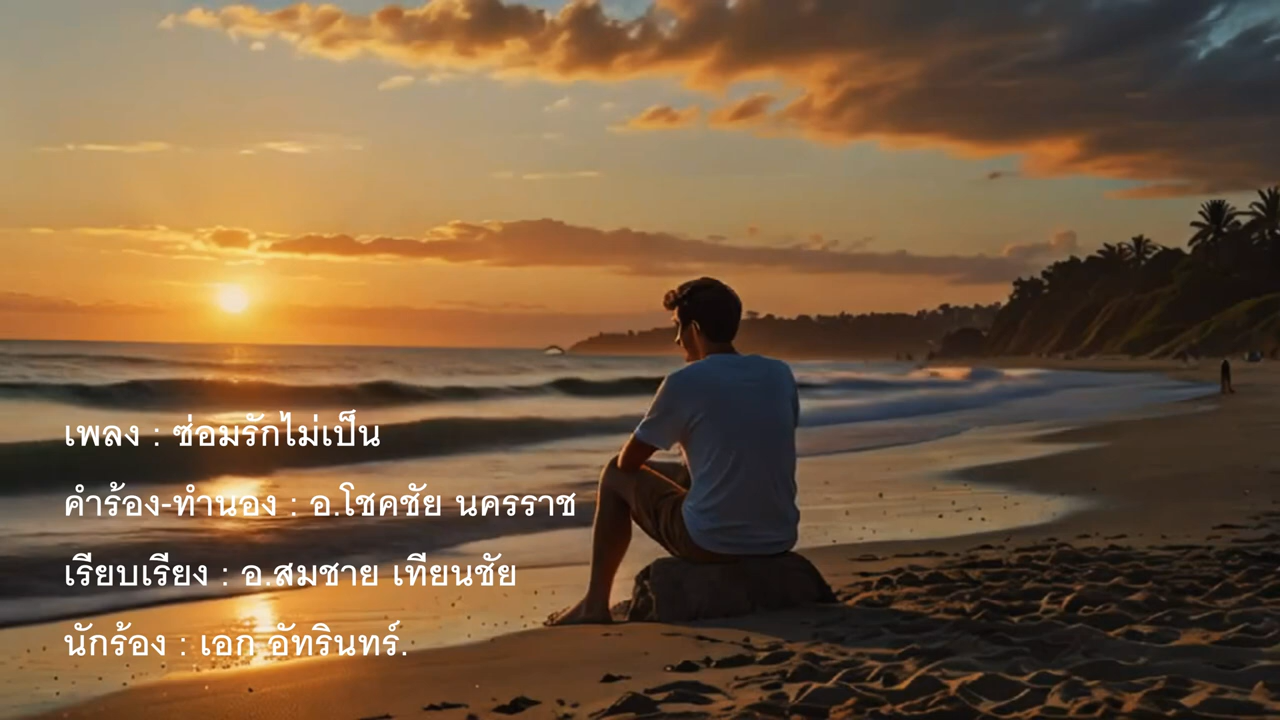 เพลง : ซ่อมรักไม่เป็น
คำร้อง-ทำนอง : อ.โชคชัย นครราช
เรียบเรียง : อ.สมชาย เทียนชัย
นักร้อง : เอก อัทรินทร์.